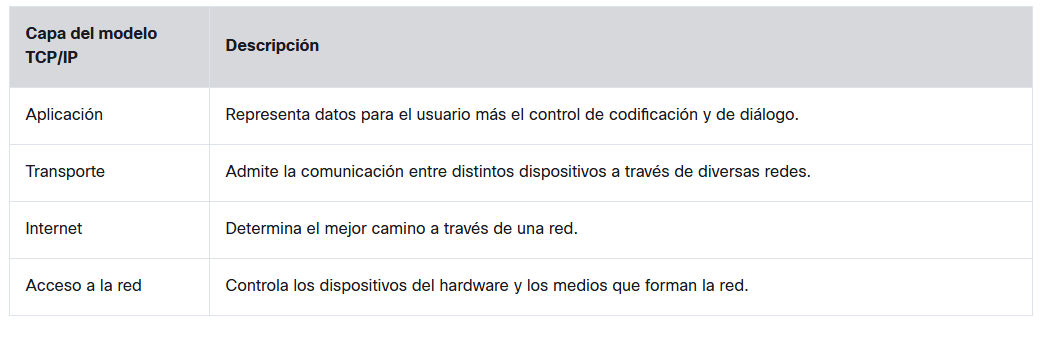 Capa del modelo
TCP/IP
Descripción
Aplicación
Representa datos para el usuario más el control de codificación y de diálogo.
Transporte
Admite la comunicación entre distintos dispositivos a través de diversas redes.
Internet
Determina el mejor camino a través de una red.
Acceso a la red
Controla los dispositivos del hardware y los medios que forman la red.